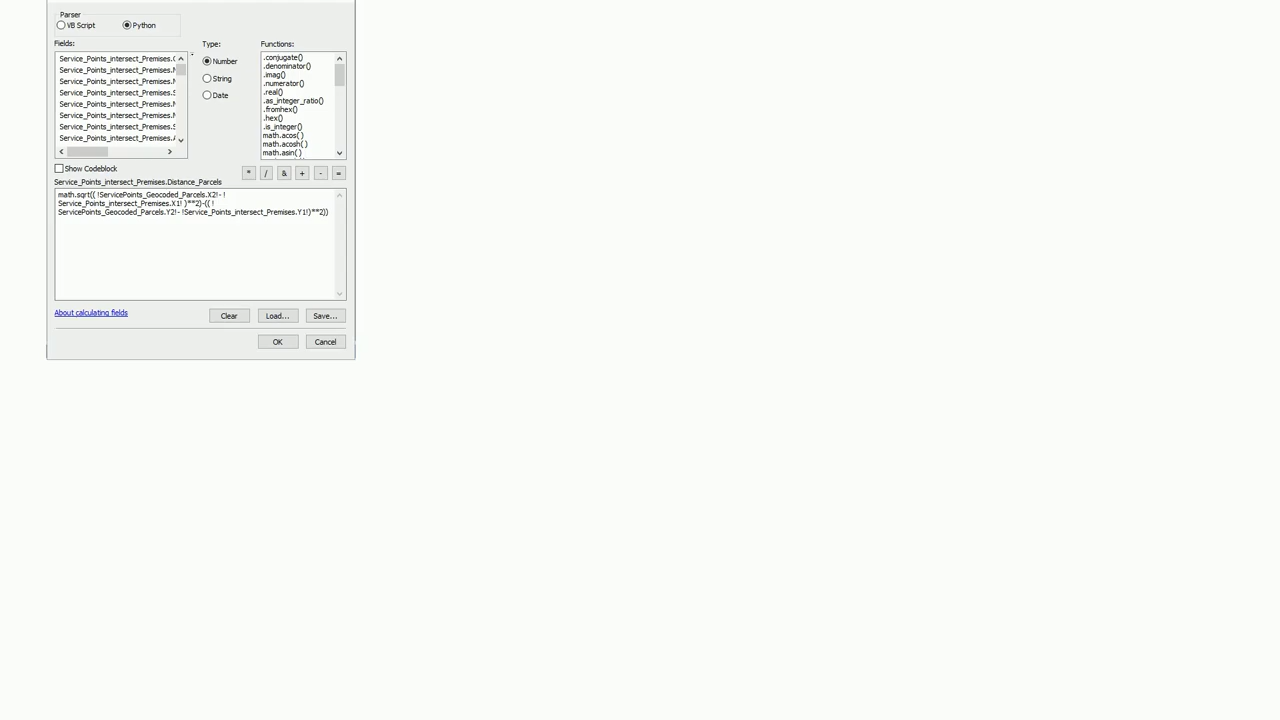 Parser
VB Script Python
Fields: Type: Functions:
Service_Points_intersect_Premises.
Service_Points_intersect_Premises.
Service_Points_intersect_Premises.
Service_Points_intersect_Premises.S
Service_Points_intersect_Premises.
Service_Points_intersect_Premises.
Service_Points_intersect_Premises.S
Service_Points_intersect_Premises.
Number
String
Date
.conjugate()
.denominator()
.imag()
.numerator()
.real()
.as_integer_ratio()
.fromhex()
.hex()
.is_integer()
math.acos( )
math.acosh( )
math.asin( )
Show Codeblock
* / & + - =
Service_Points_intersect_Premises.Distance_Parcels
math.sqrt(( !ServicePoints_Geocoded_Parcels.X2!- !
Service_Points_intersect_Premises.X1! )**2)-(( !
ServicePoints_Geocoded_Parcels.Y2!- !Service_Points_intersect_Premises.Y1!)**2))
About calculating fields
Clear Load... Save...
OK Cancel